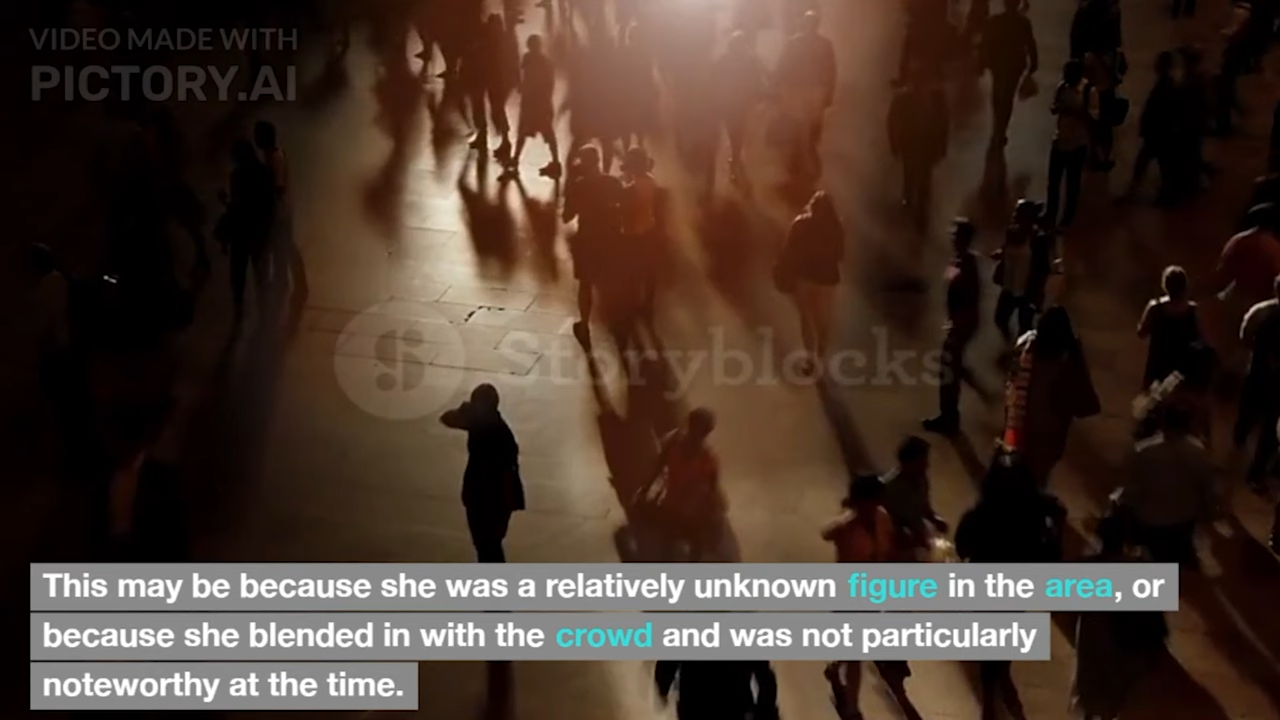 VIDEO MADE WITH
PICTORY.AI
Storyblocks
This may be because she was a relatively unknown figure in the area, or
because she blended in with the crowd and was not particularly
noteworthy at the time.